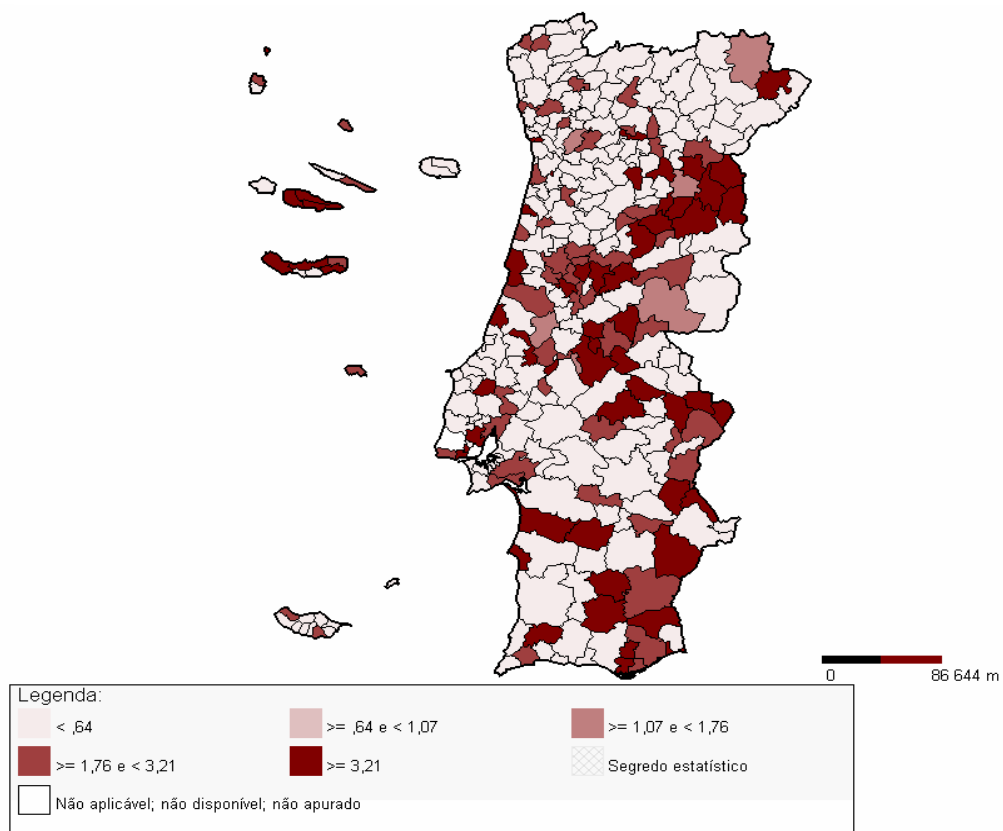 0 86 644 m
Legenda:
< ,64 >= ,64 e < 1,07 >= 1,07 e < 1,76
>= 1,76 e < 3,21 >= 3,21 Segredo estatístico
Não aplicável; não disponível; não apurado